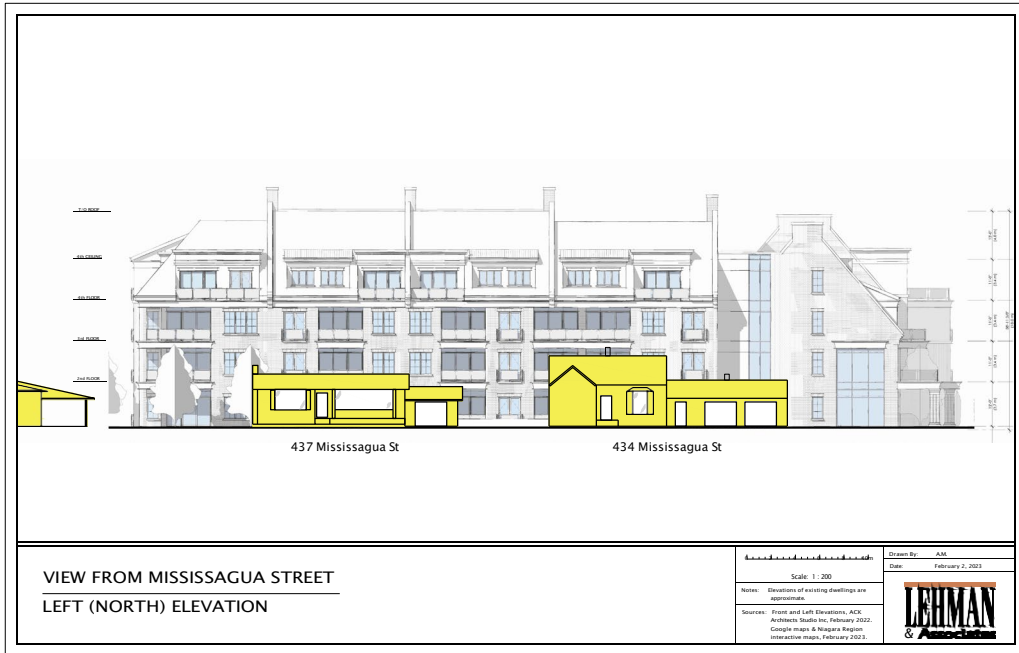 T/O ROOF
4th CEILING
4th FLOOR
3rd FLOOR
2nd FLOOR
437 Mississagua St
434 Mississagua St
VIEW FROM MISSISSAGUA STREET
LEFT (NORTH) ELEVATION
Scale: 1 : 200
Notes: Elevations of existing dwellings are
approximate.
Sources: Front and Left Elevations, ACK
Architects Studio Inc, February 2022.
Google maps & Niagara Region
interactive maps, February 2023.
Drawn By: A.M.
Date: February 2, 2023
LEHMAN
& Associates